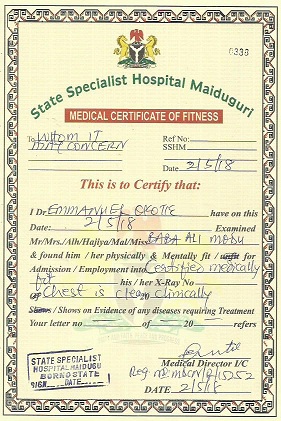 0336
State Specialist Hospital Maiduguri
MEDICAL CERTIFICATE OF FITNESS
To WHOM IT
MAY CONCERN
Ref No:
SSHM
Date 2/5/18
This is to Certify that:
I Dr EMMANUEL OKOTIE have on this
Date: 2/5/18 Examined
Mr/Mrs./Alh/Hajiya/Mal/Miss BABA ALI MODU
& found him / her physically & Mentally fit / unfit for
Admission / Employment into Certified medically
fit his / her X-Ray No
Of Chest is clear clinically 20
Shows / Shows on Evidence of any diseases requiring Treatment
Your letter no of 20 refers
STATE SPECIALIST
HOSPITAL MAIDUGU
BORNO STATE
SIGN DATE
Medical Director I/C
Reg no: mdcn/R/15252
DATE 2/5/18